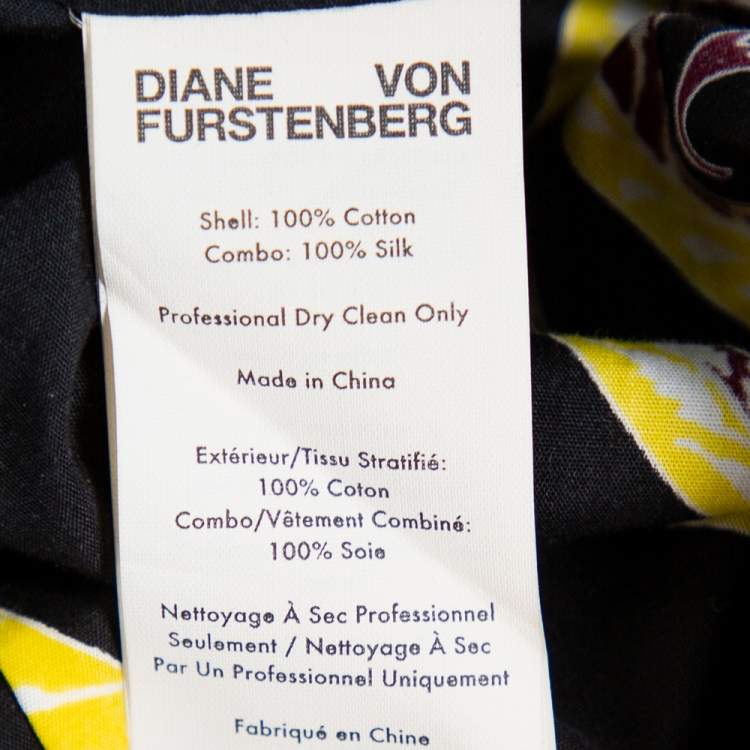 DIANE VON
FURSTENBERG
Shell: 100% Cotton
Combo: 100% Silk
Professional Dry Clean Only
Made in China
Extérieur/Tissu Stratifié:
100% Coton
Combo/Vêtement Combiné:
100% Soie
Nettoyage À Sec Professionnel
Seulement / Nettoyage À Sec
Par Un Professionnel Uniquement
Fabriqué en Chine